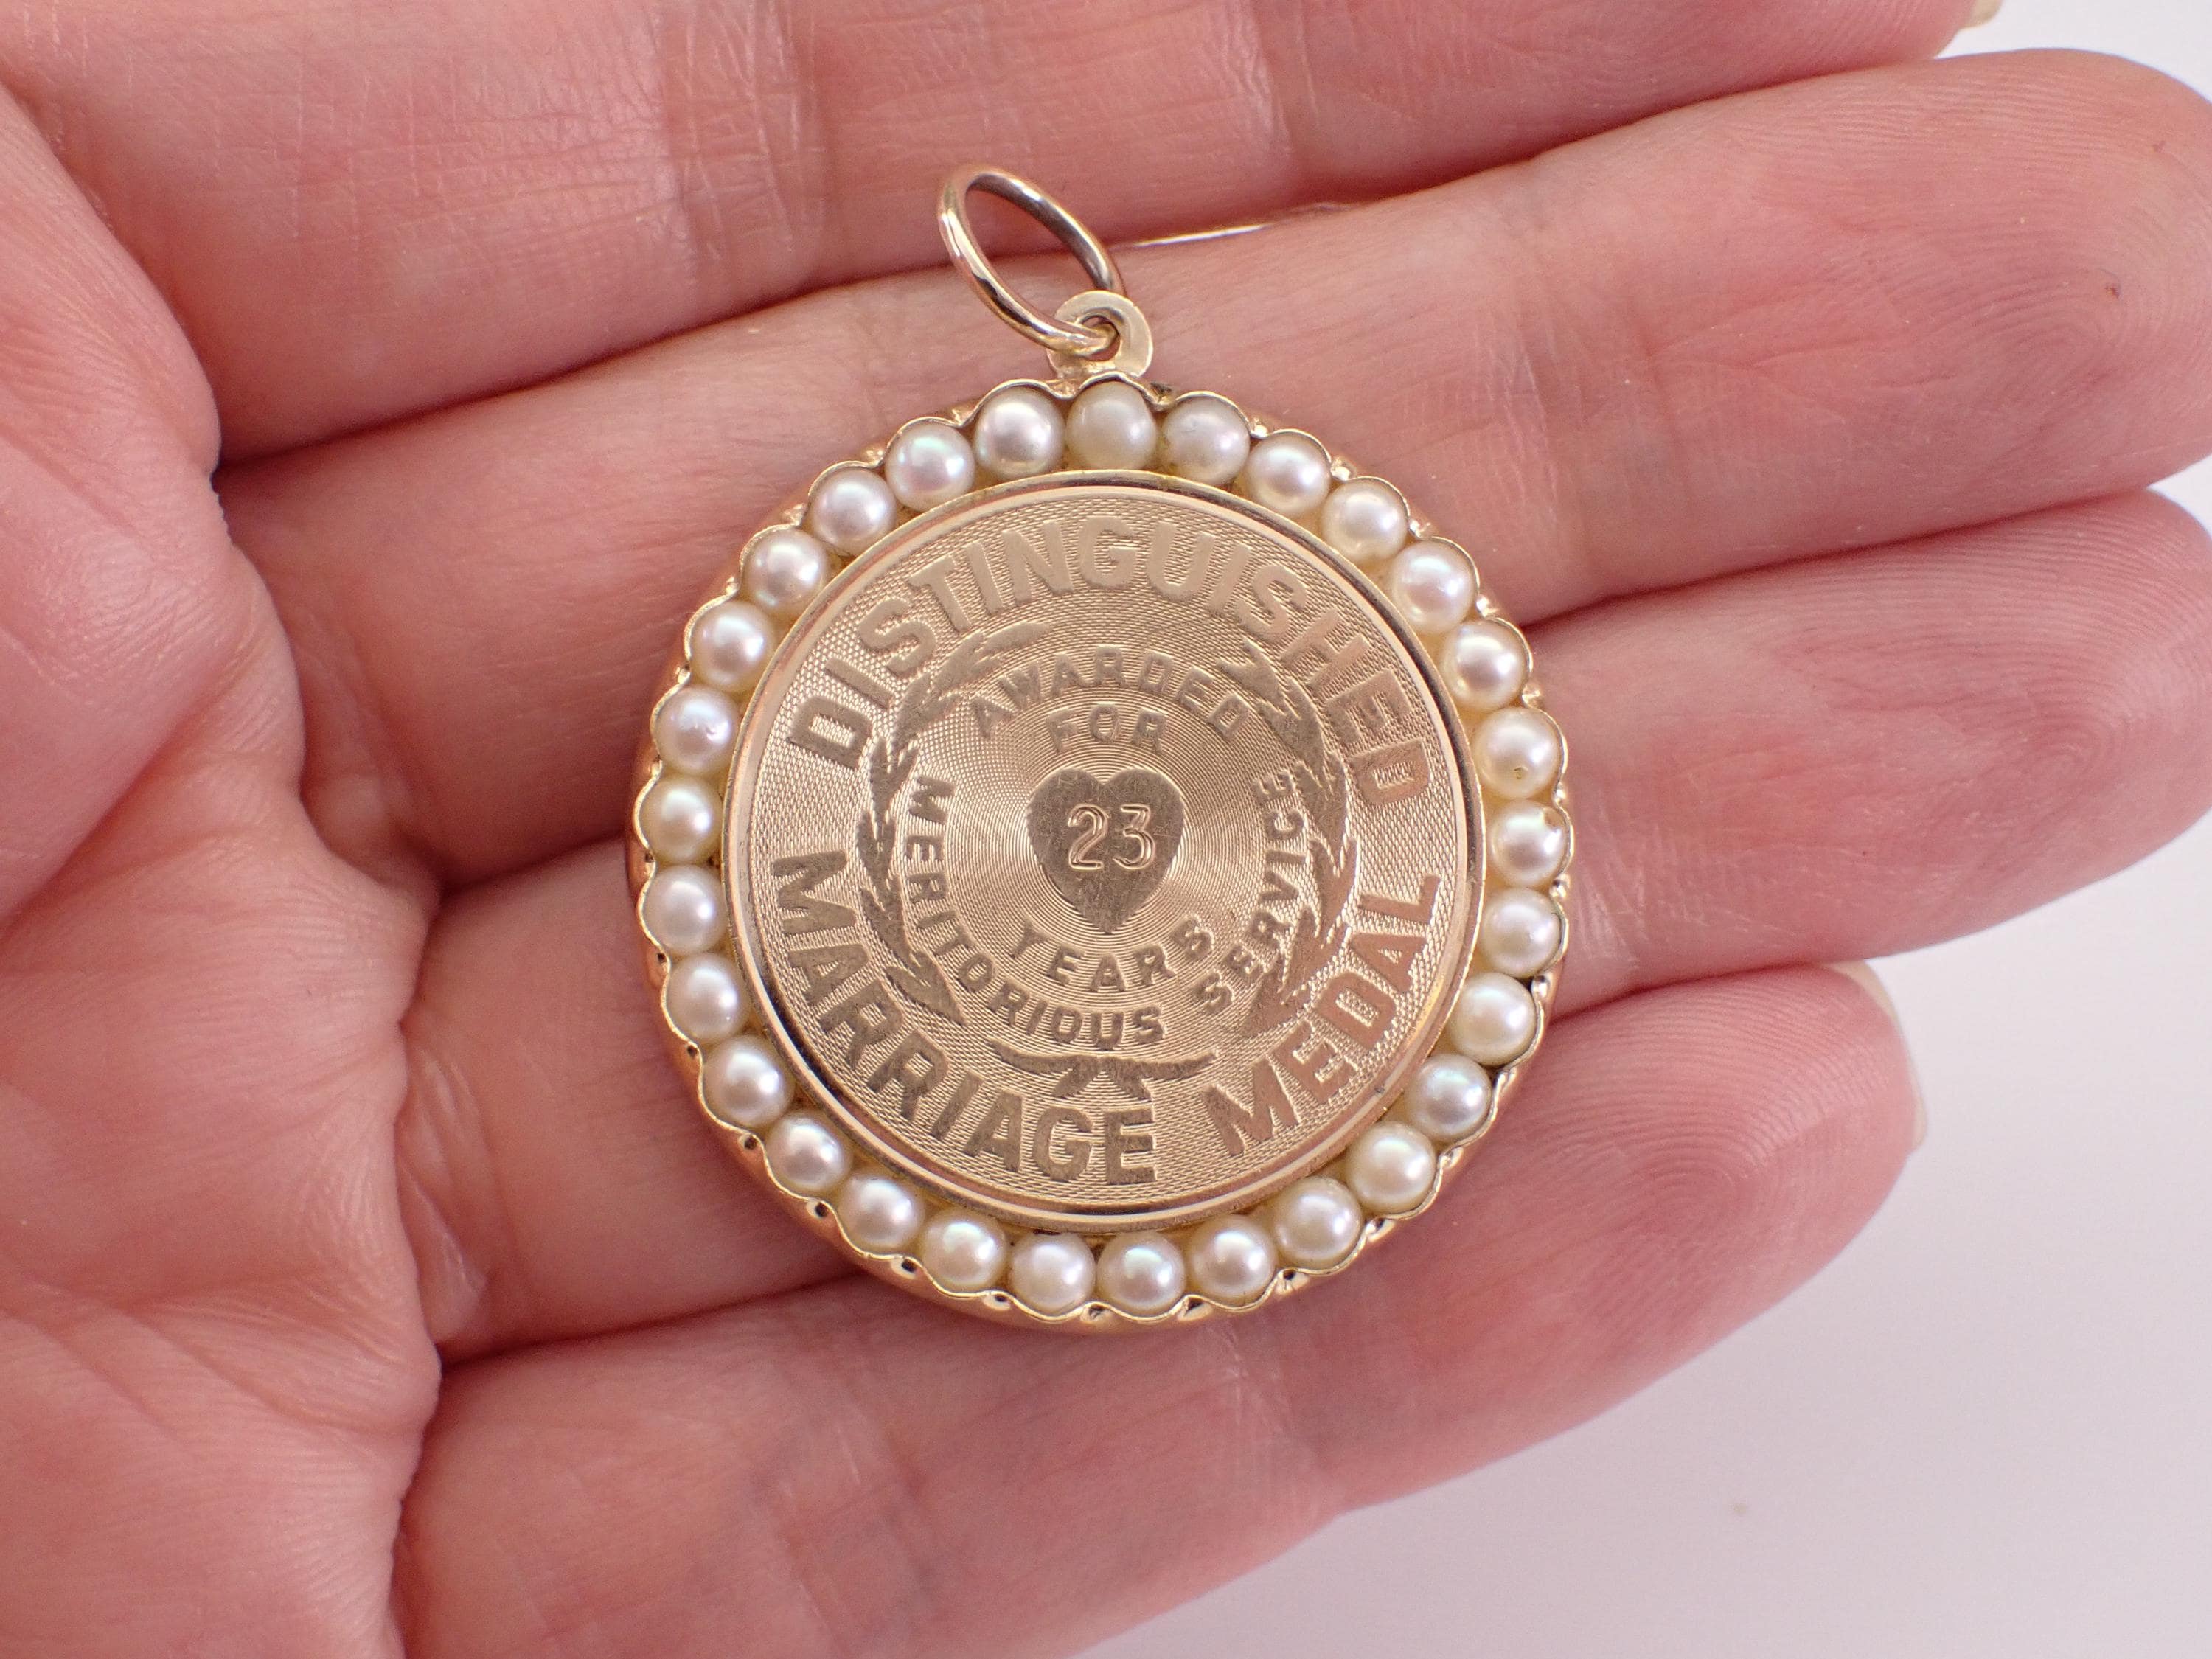 DISTINGUISHED
MARRIAGE MEDAL
AWARDED
FOR
23
YEARS
MERITORIOUS SERVICE